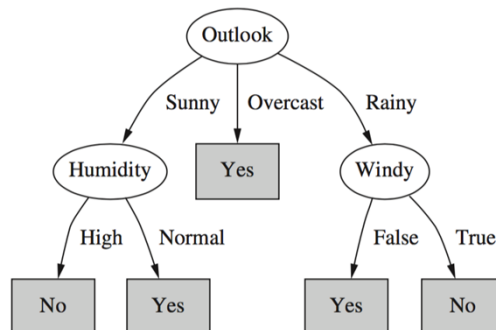 Outlook
Sunny Overcast Rainy
Humidity Yes Windy
High Normal False True
No Yes Yes No